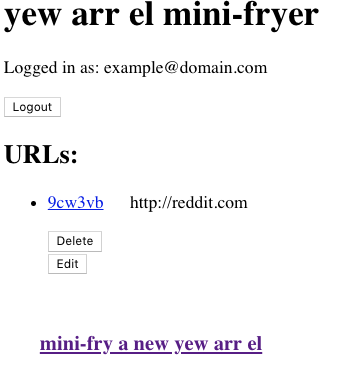 yew arr el mini-fryer
Logged in as: example@domain.com
Logout
URLs:
• 9cw3vb http://reddit.com
Delete
Edit
mini-fry a new yew arr el